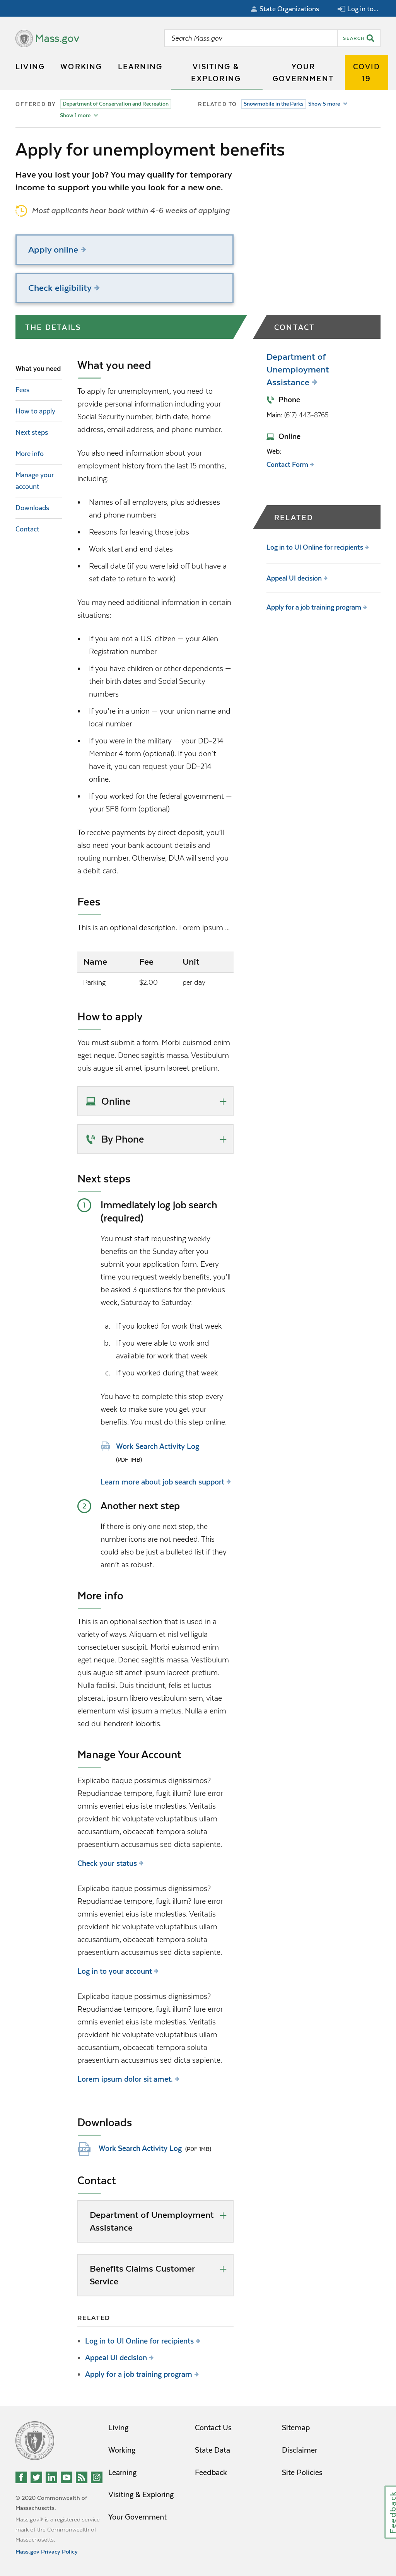 State Organizations
Log in to...
Mass.gov
Search Mass.gov
SEARCH
LIVING
WORKING
LEARNING
VISITING &
EXPLORING
YOUR
GOVERNMENT
COVID
19
OFFERED BY
Department of Conservation and Recreation
Show 1 more
RELATED TO
Snowmobile in the Parks
Show 5 more
Apply for unemployment benefits
Have you lost your job? You may qualify for temporary
income to support you while you look for a new one.
Most applicants hear back within 4-6 weeks of applying
Apply online
Check eligibility
THE DETAILS
What you need
Fees
How to apply
Next steps
More info
Manage your
account
Downloads
Contact
What you need
To apply for unemployment, you need to
provide personal information including your
Social Security number, birth date, home
address, email address, and phone number.
You also need information about your
employment history from the last 15 months,
including:
• Names of all employers, plus addresses
and phone numbers
• Reasons for leaving those jobs
• Work start and end dates
• Recall date (if you were laid off but have a
set date to return to work)
You may need additional information in certain
situations:
• If you are not a U.S. citizen — your Alien
Registration number
• If you have children or other dependents —
their birth dates and Social Security
numbers
• If you're in a union — your union name and
local number
• If you were in the military — your DD-214
Member 4 form (optional). If you don't
have it, you can request your DD-214
online.
• If you worked for the federal government —
your SF8 form (optional)
To receive payments by direct deposit, you'll
also need your bank account details and
routing number. Otherwise, DUA will send you
a debit card.
Fees
This is an optional description. Lorem ipsum ...
Name Fee Unit
Parking $2.00 per day
How to apply
You must submit a form. Morbi euismod enim
eget neque. Donec sagittis massa. Vestibulum
quis augue sit amet ipsum laoreet pretium.
Online
By Phone
Next steps
1 Immediately log job search
(required)
You must start requesting weekly
benefits on the Sunday after you
submit your application form. Every
time you request weekly benefits, you'll
be asked 3 questions for the previous
week, Saturday to Saturday:
a. If you looked for work that week
b. If you were able to work and
available for work that week
c. If you worked during that week
You have to complete this step every
week to make sure you get your
benefits. You must do this step online.
Work Search Activity Log
(PDF 1MB)
Learn more about job search support
2 Another next step
If there is only one next step, the
number icons are not needed. This
could also be just a bulleted list if they
aren't as robust.
More info
This is an optional section that is used in a
variety of ways. Aliquam et nisl vel ligula
consectetuer suscipit. Morbi euismod enim
eget neque. Donec sagittis massa. Vestibulum
quis augue sit amet ipsum laoreet pretium.
Nulla facilisi. Duis tincidunt, felis et luctus
placerat, ipsum libero vestibulum sem, vitae
elementum wisi ipsum a metus. Nulla a enim
sed dui hendrerit lobortis.
Manage Your Account
Explicabo itaque possimus dignissimos?
Repudiandae tempore, fugit illum? Iure error
omnis eveniet eius iste molestias. Veritatis
provident hic voluptate voluptatum ullam
accusantium, obcaecati tempora soluta
praesentium accusamus sed dicta sapiente.
Check your status
Explicabo itaque possimus dignissimos?
Repudiandae tempore, fugit illum? Iure error
omnis eveniet eius iste molestias. Veritatis
provident hic voluptate voluptatum ullam
accusantium, obcaecati tempora soluta
praesentium accusamus sed dicta sapiente.
Log in to your account
Explicabo itaque possimus dignissimos?
Repudiandae tempore, fugit illum? Iure error
omnis eveniet eius iste molestias. Veritatis
provident hic voluptate voluptatum ullam
accusantium, obcaecati tempora soluta
praesentium accusamus sed dicta sapiente.
Lorem ipsum dolor sit amet.
Downloads
Work Search Activity Log (PDF 1MB)
Contact
Department of Unemployment
Assistance
Benefits Claims Customer
Service
RELATED
• Log in to UI Online for recipients
• Appeal UI decision
• Apply for a job training program
CONTACT
Department of
Unemployment
Assistance
Phone
Main: (617) 443-8765
Online
Web:
Contact Form
RELATED
Log in to UI Online for recipients
Appeal UI decision
Apply for a job training program
© 2020 Commonwealth of
Massachusetts.
Mass.gov® is a registered service
mark of the Commonwealth of
Massachusetts.
Mass.gov Privacy Policy
Living
Working
Learning
Visiting & Exploring
Your Government
Contact Us
State Data
Feedback
Sitemap
Disclaimer
Site Policies
Feedback